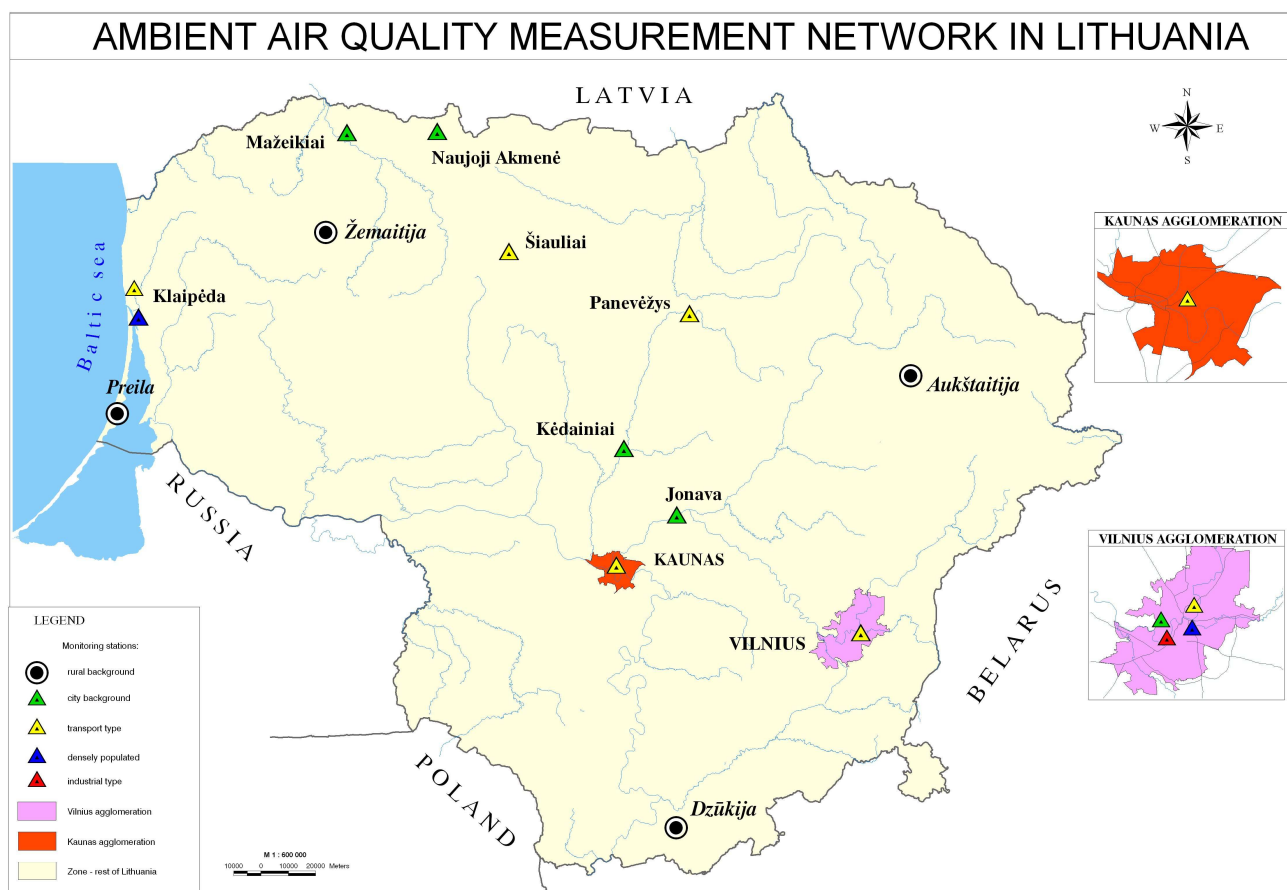 AMBIENT AIR QUALITY MEASUREMENT NETWORK IN LITHUANIA
LATVIA
N
W
E
S
Mažeikiai
Naujoji Akmenė
Žemaitija
Šiauliai
KAUNAS AGGLOMERATION
Baltic sea
Klaipėda
Panevėžys
Preila
Aukštaitija
Kėdainiai
RUSSIA
Jonava
KAUNAS
VILNIUS AGGLOMERATION
VILNIUS
BELARUS
POLAND
Dzūkija
LEGEND
Monitoring stations:
rural background
city background
transport type
densely populated
industrial type
Vilnius agglomeration
Kaunas agglomeration
Zone - rest of Lithuania
M 1 : 600 000
10000 0 10000 20000 Meters